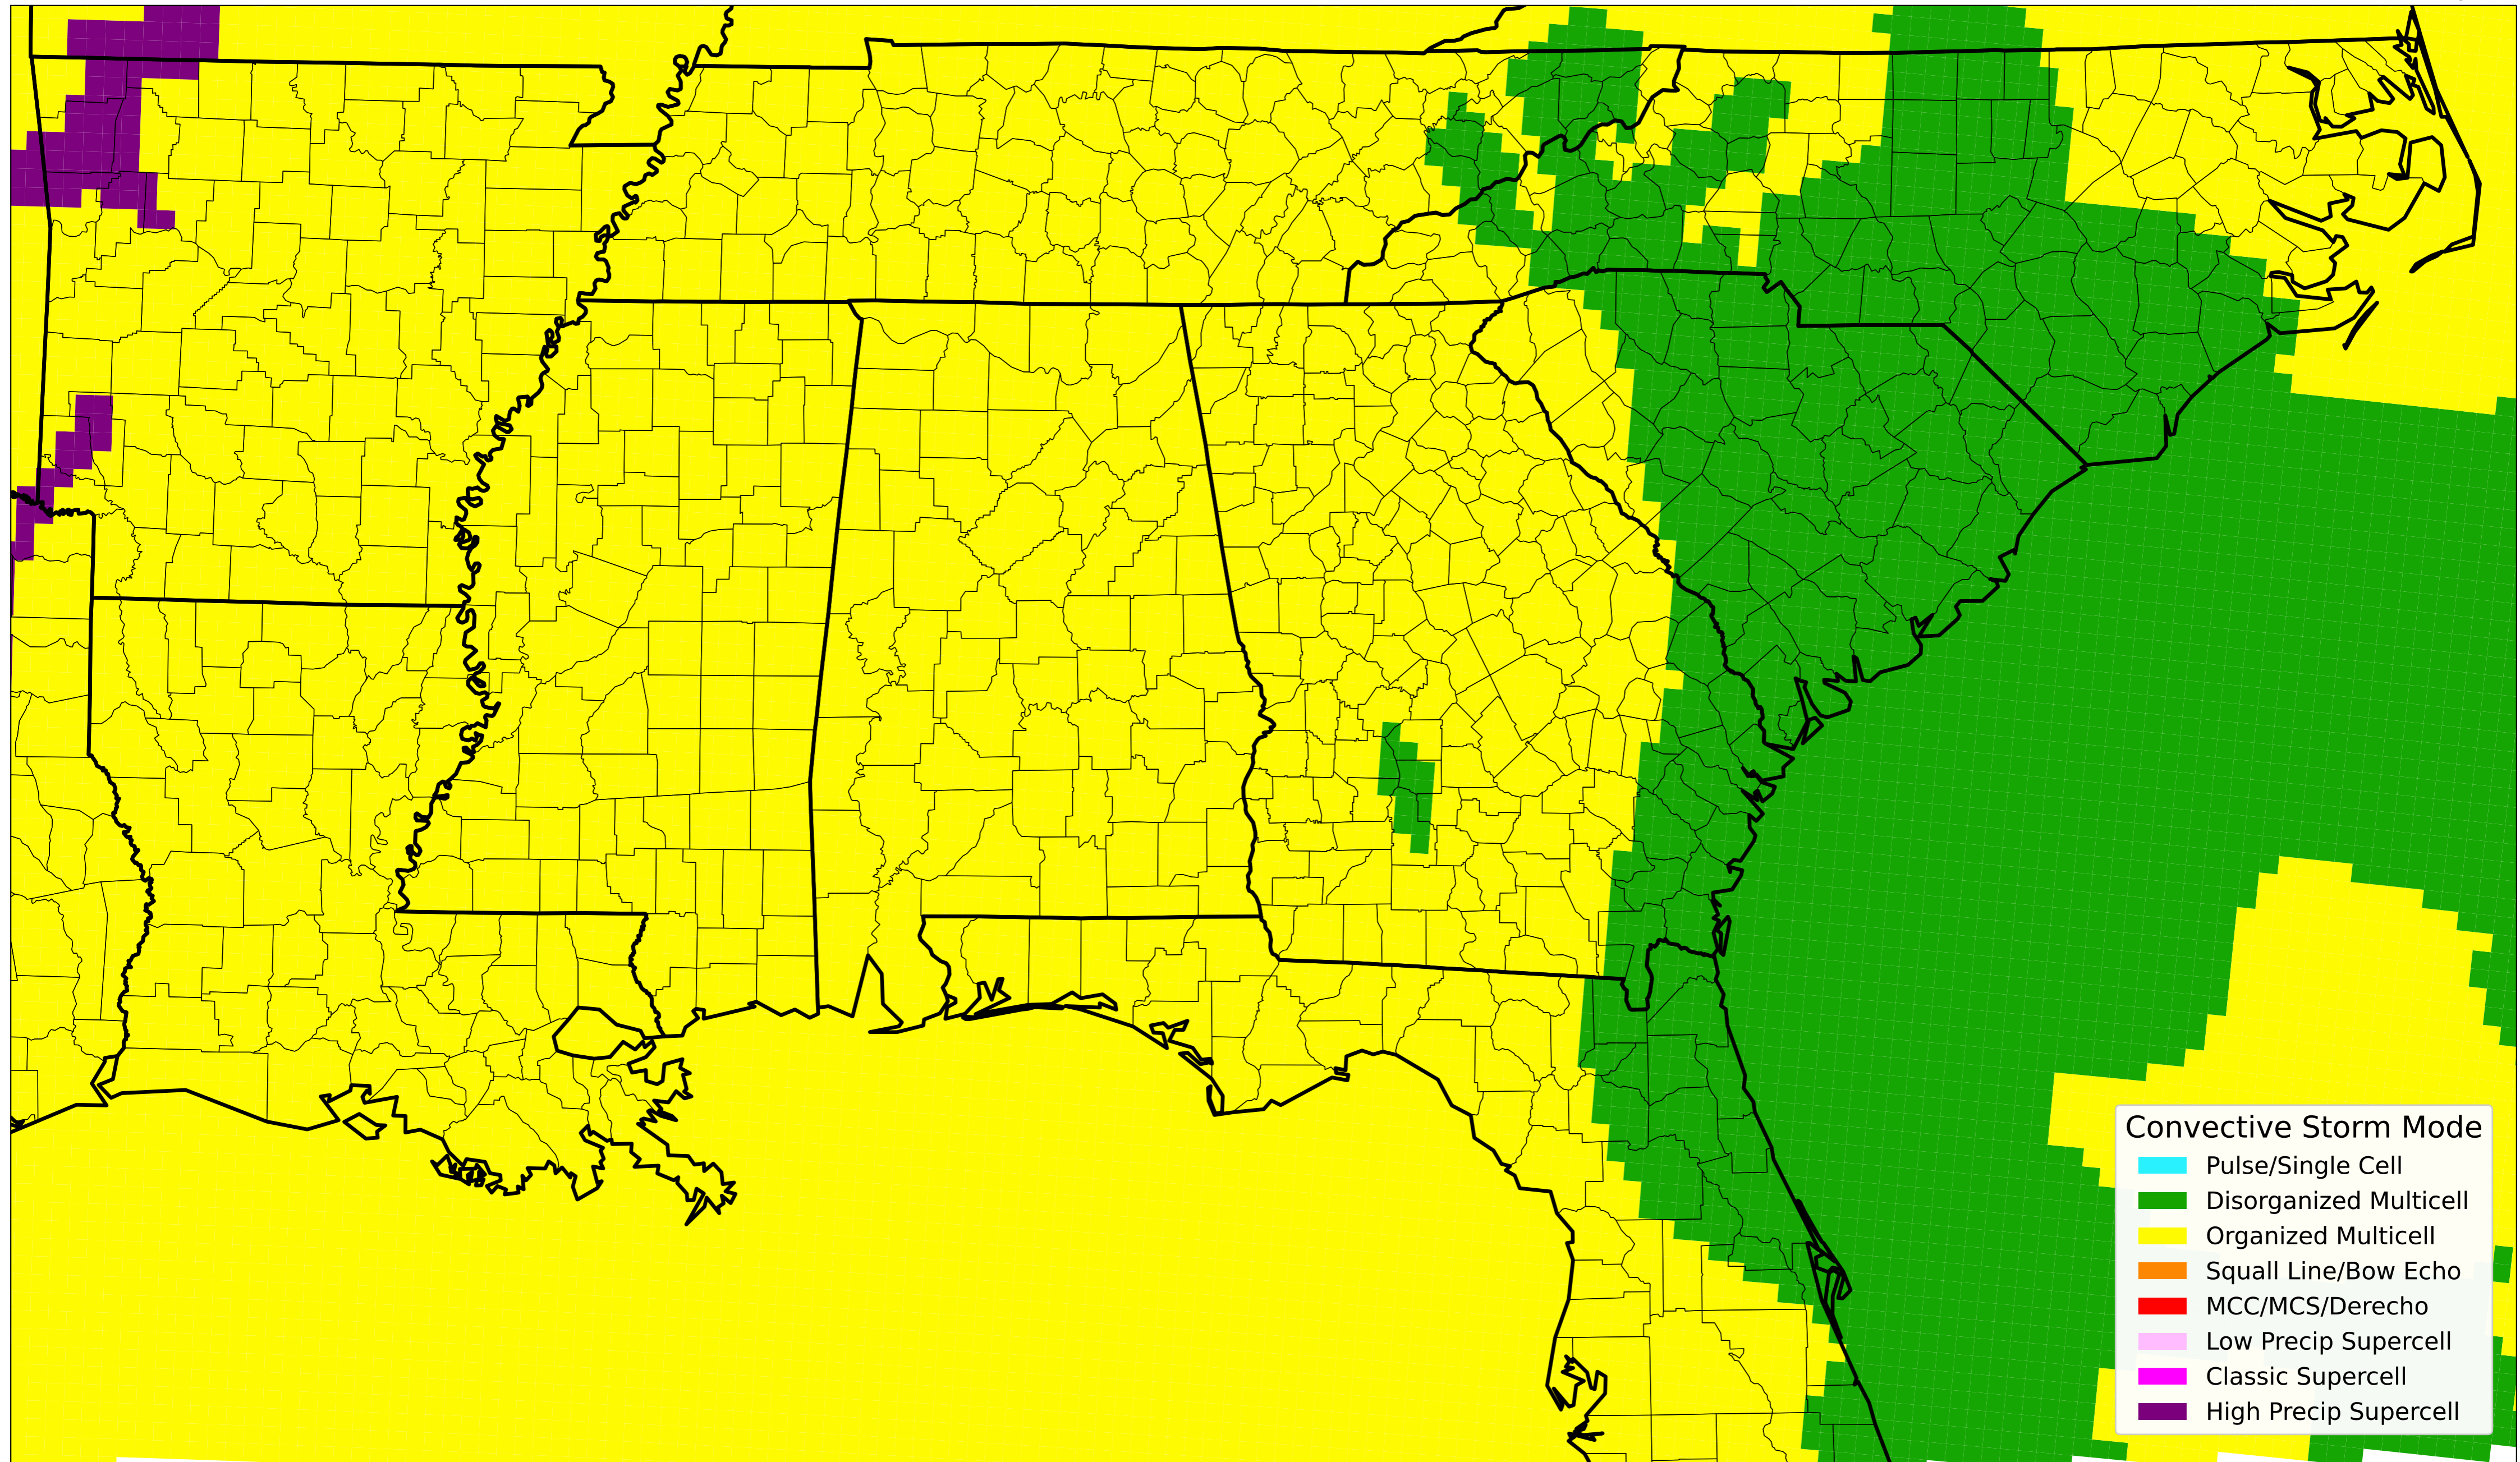 Convective Storm Mode
Pulse/Single Cell
Disorganized Multicell
Organized Multicell
Squall Line/Bow Echo
MCC/MCS/Derecho
Low Precip Supercell
Classic Supercell
High Precip Supercell